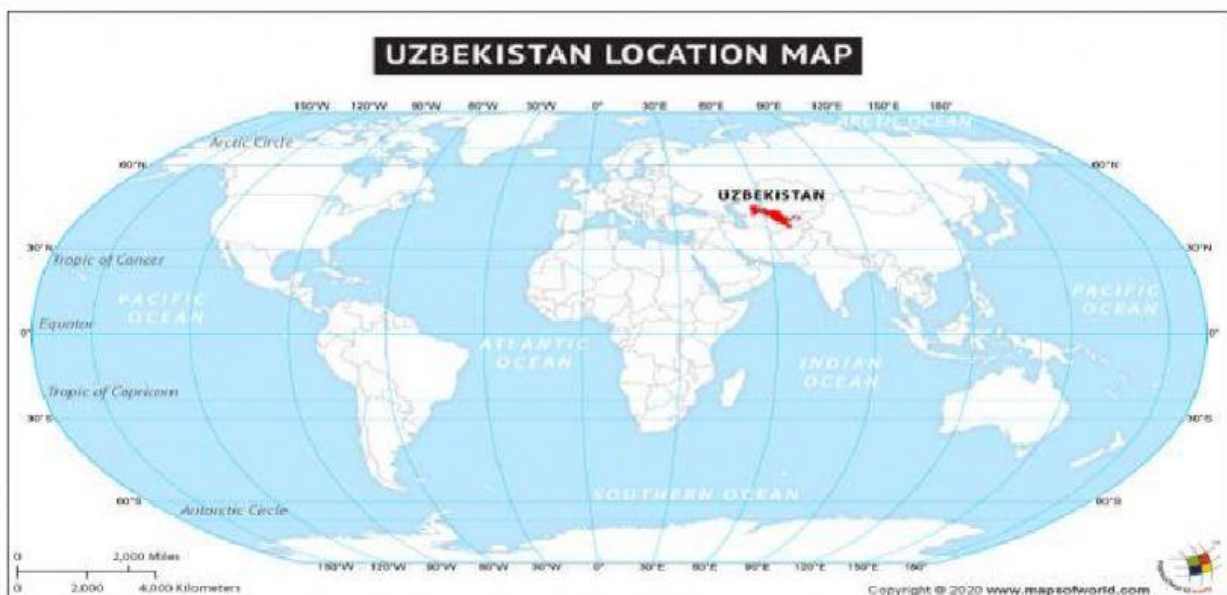 UZBEKISTAN LOCATION MAP
150°W 120°W 90°W 60°W 30°W 0° 30°E 60°E 90°E 120°E 150°E 180°
ARCTIC OCEAN
Arctic Circle
60°N 60°N
UZBEKISTAN
30°N 30°N
Tropic of Cancer
PACIFIC
OCEAN
PACIFIC
OCEAN
Equator
0° 0°
ATLANTIC
OCEAN
INDIAN
OCEAN
Tropic of Capricorn
30°S 30°S
SOUTHERN OCEAN
60°S 60°S
Antarctic Circle
0 2,000 Miles
0 2,000 4,000 Kilometers
150°W 120°W 90°W 60°W 30°W 0° 30°E 60°E 90°E 120°E 150°E 180°
Copyright @ 2020 www.mapsofworld.com